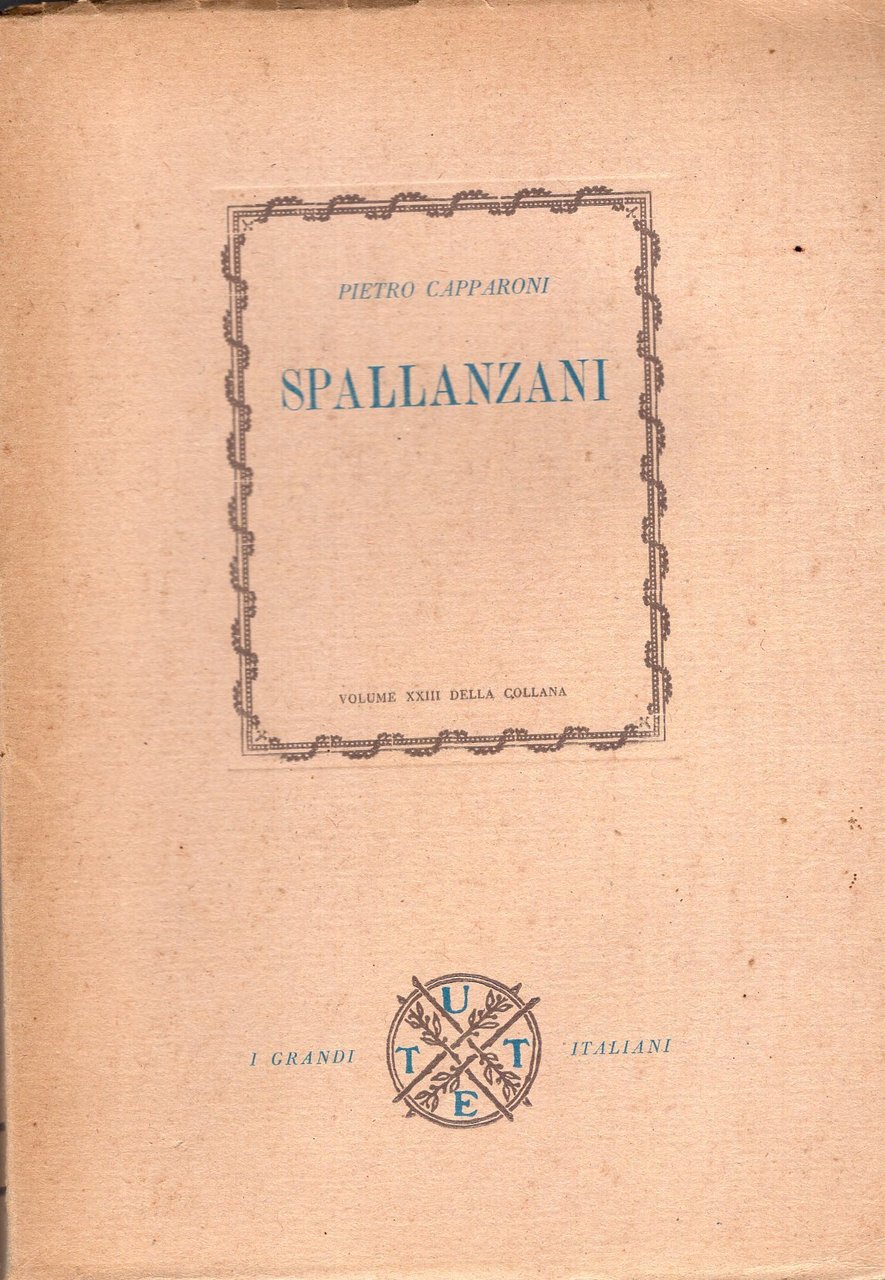 PIETRO CAPPARONI
SPALLANZANI
VOLUME XXIII DELLA COLLANA
I GRANDI
U
T T
E
ITALIANI